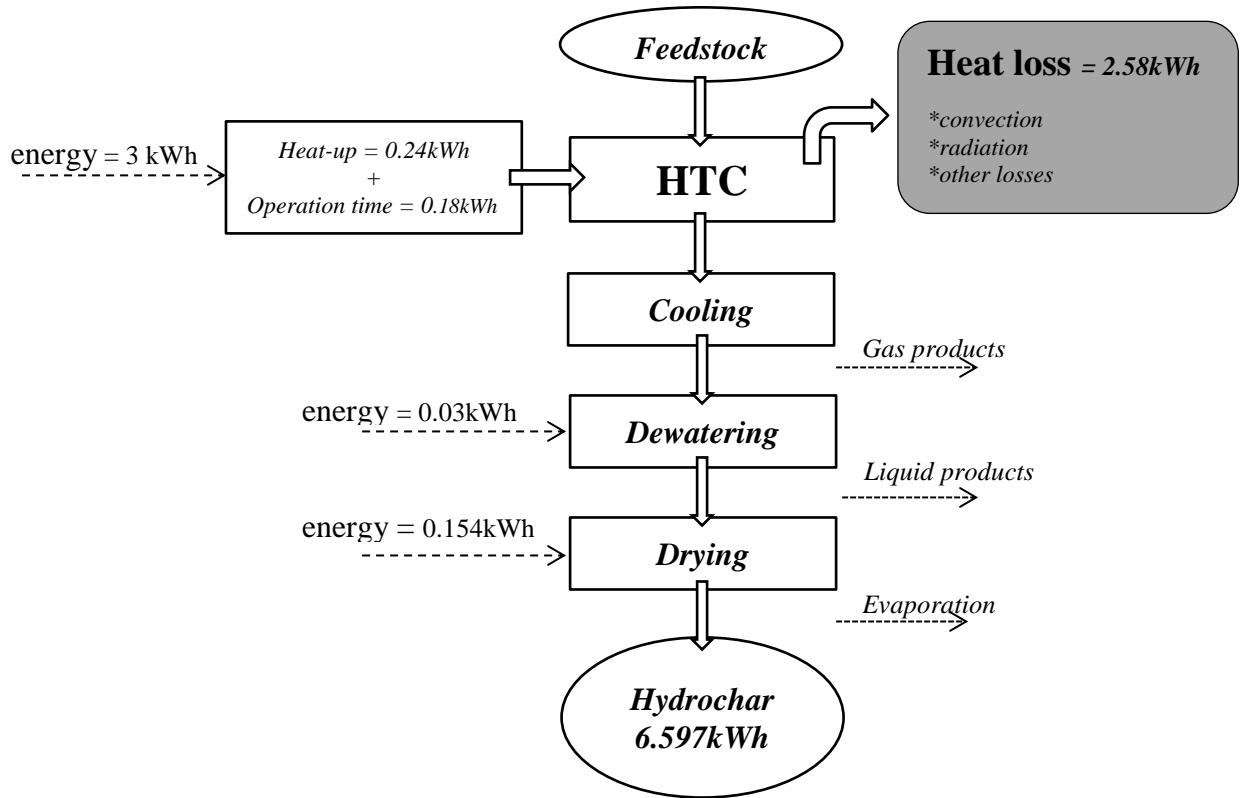 Feedstock
Heat loss = 2.58kWh
*convection
*radiation
*other losses
energy = 3 kWh
Heat-up = 0.24kWh
+
Operation time = 0.18kWh
HTC
Cooling
Gas products
energy = 0.03kWh
Dewatering
Liquid products
energy = 0.154kWh
Drying
Evaporation
Hydrochar
6.597kWh